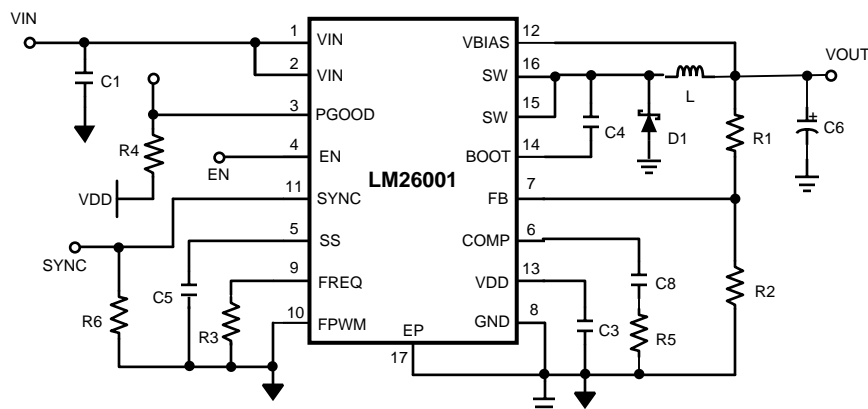 VIN
1
VIN
VBIAS
12
2
VIN
SW
16
VOUT
C1
L
3
PGOOD
SW
15
C4
D1
R1
C6
R4
4
EN
BOOT
14
EN
LM26001
VDD
11
SYNC
FB
7
SYNC
5
SS
COMP
6
C5
9
FREQ
VDD
13
C8
R2
R6
R3
10
FPWM
GND
8
C3
R5
EP
17